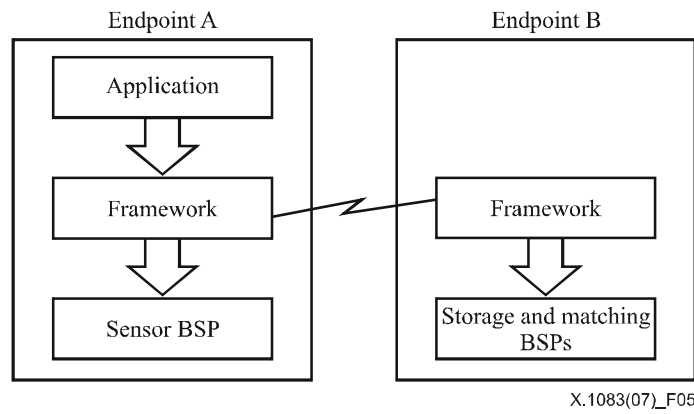 Endpoint A
Endpoint B
Application
Framework
Framework
Sensor BSP
Storage and matching
BSPs
X.1083(07)_F05